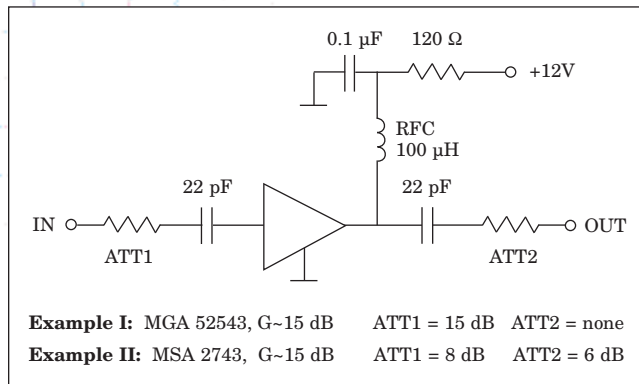 0.1 µF 120 Ω
+12V
RFC
100 µH
22 pF 22 pF
IN OUT
ATT1 ATT2
Example I: MGA 52543, G~15 dB ATT1 = 15 dB ATT2 = none
Example II: MSA 2743, G~15 dB ATT1 = 8 dB ATT2 = 6 dB